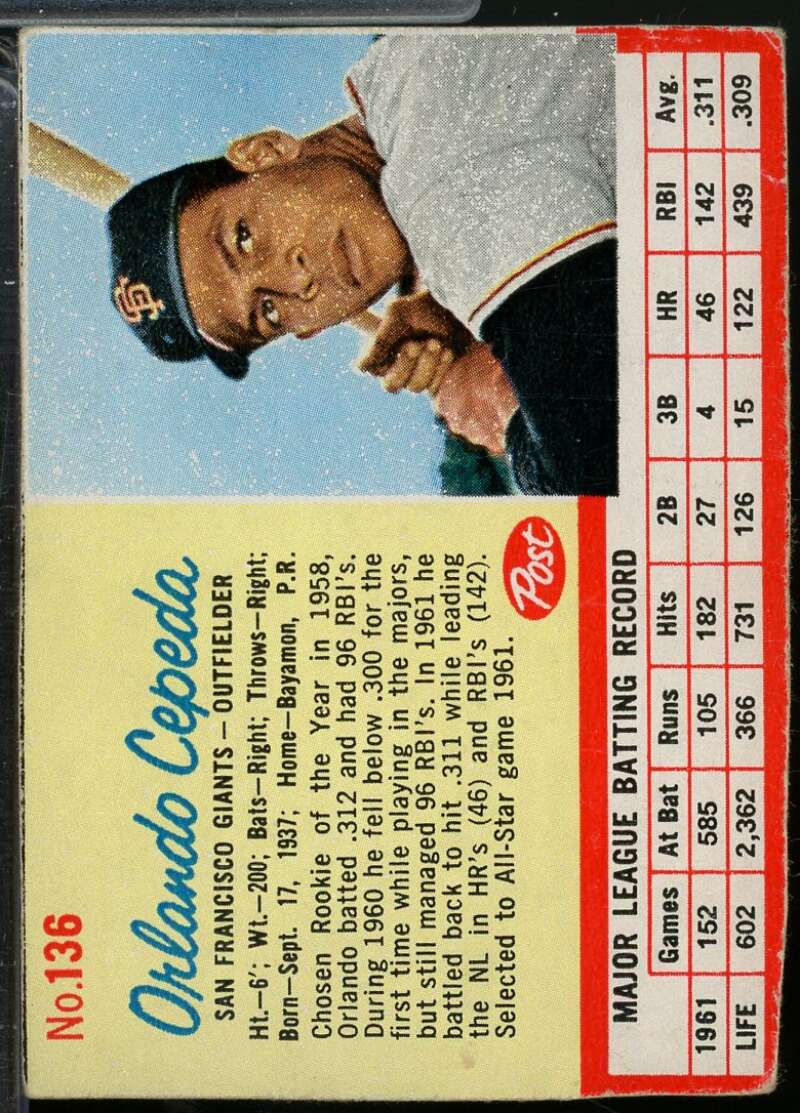 No.136
Orlando Cepeda
SAN FRANCISCO GIANTS – OUTFIELDER
Ht.–6'; Wt.–200; Bats–Right; Throws–Right;
Born–Sept. 17, 1937; Home–Bayamon, P.R.
Chosen Rookie of the Year in 1958,
Orlando batted .312 and had 96 RBI's.
During 1960 he fell below .300 for the
first time while playing in the majors,
but still managed 96 RBI's. In 1961 he
battled back to hit .311 while leading
the NL in HR's (46) and RBI's (142).
Selected to All-Star game 1961.
Post
SF
MAJOR LEAGUE BATTING RECORD
Games At Bat Runs Hits 2B 3B HR RBI Avg.
1961 152 585 105 182 27 4 46 142 .311
LIFE 602 2,362 366 731 126 15 122 439 .309